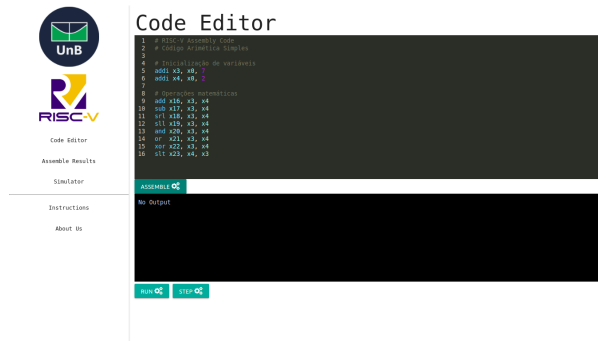 UnB
RISC-V
Code Editor
Assemble Results
Simulator
Instructions
About Us
Code Editor
1 # RISC-V Assembly Code
2 # Código Arimética Simples
3
4 # Inicialização de variáveis
5 addi x3, x0, 7
6 addi x4, x0, 2
7
8 # Operações matemáticas
9 add x16, x3, x4
10 sub x17, x3, x4
11 srl x18, x3, x4
12 sll x19, x3, x4
13 and x20, x3, x4
14 or x21, x3, x4
15 xor x22, x3, x4
16 slt x23, x4, x3
ASSEMBLE
No Output
RUN STEP